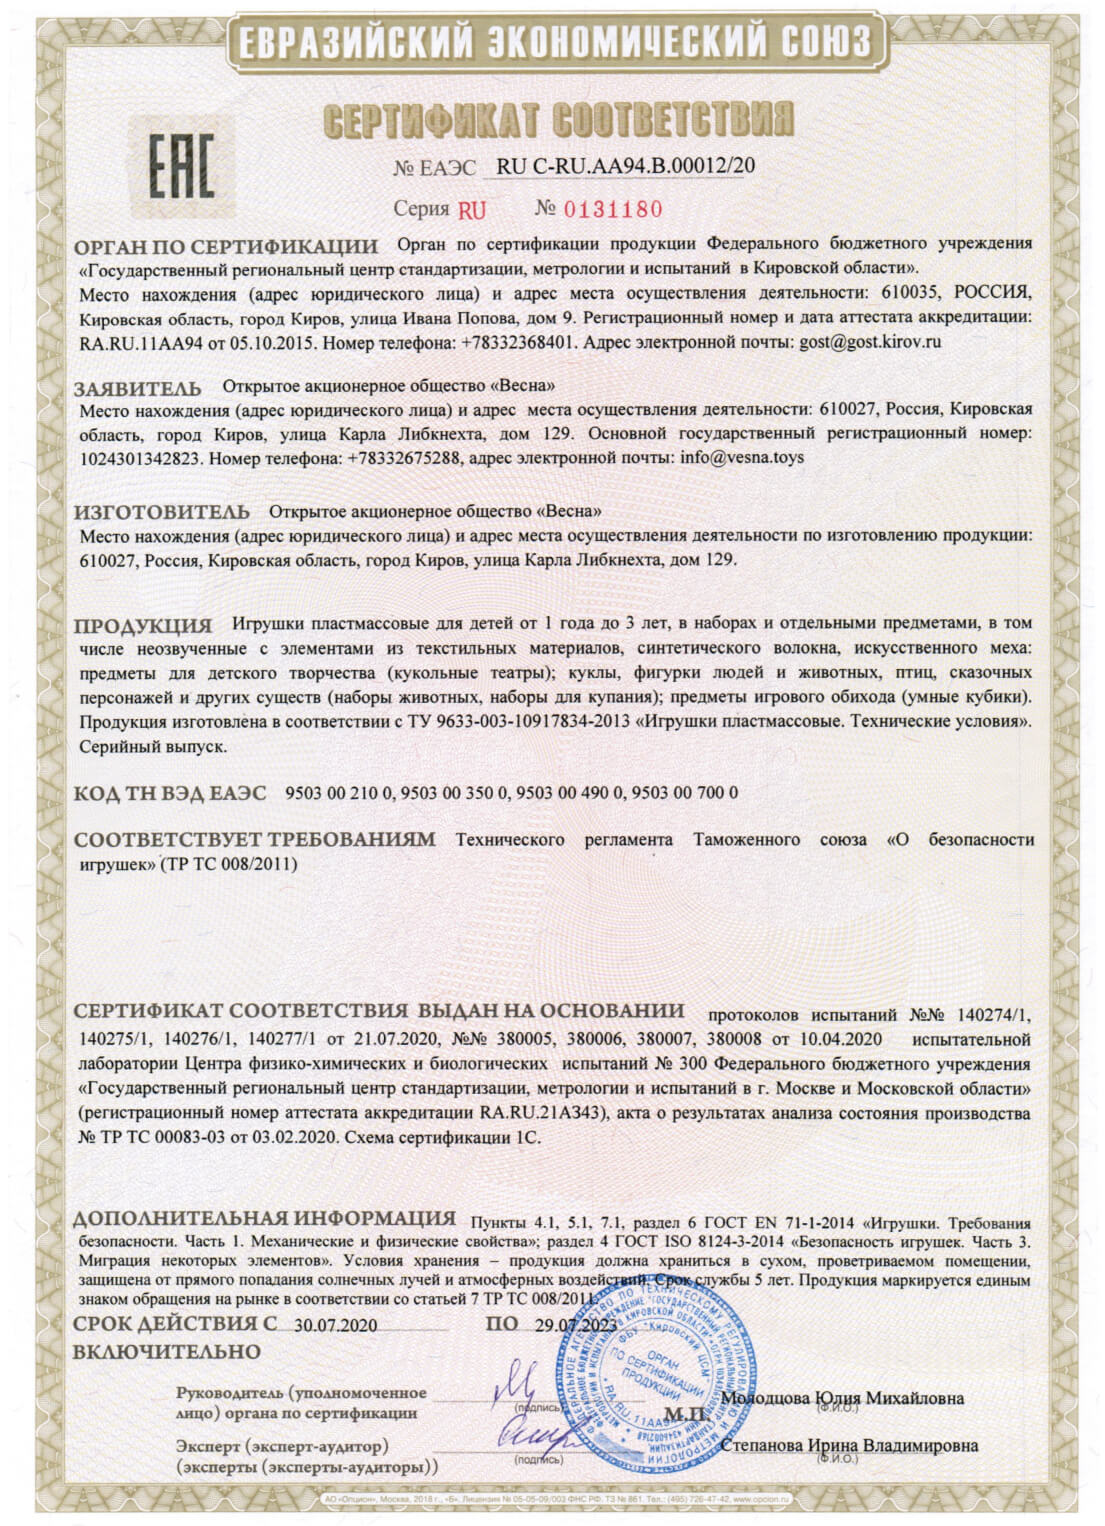 ЕВРАЗИЙСКИЙ ЭКОНОМИЧЕСКИЙ СОЮЗ
СЕРТИФИКАТ СООТВЕТСТВИЯ
ЕАС
№ ЕАЭС RU C-RU.АА94.В.00012/20
Серия RU № 0131180
ОРГАН ПО СЕРТИФИКАЦИИ Орган по сертификации продукции Федерального бюджетного учреждения
«Государственный региональный центр стандартизации, метрологии и испытаний в Кировской области».
Место нахождения (адрес юридического лица) и адрес места осуществления деятельности: 610035, РОССИЯ,
Кировская область, город Киров, улица Ивана Попова, дом 9. Регистрационный номер и дата аттестата аккредитации:
RA.RU.11АА94 от 05.10.2015. Номер телефона: +78332368401. Адрес электронной почты: gost@gost.kirov.ru
ЗАЯВИТЕЛЬ Открытое акционерное общество «Весна»
Место нахождения (адрес юридического лица) и адрес места осуществления деятельности: 610027, Россия, Кировская
область, город Киров, улица Карла Либкнехта, дом 129. Основной государственный регистрационный номер:
1024301342823. Номер телефона: +78332675288, адрес электронной почты: info@vesna.toys
ИЗГОТОВИТЕЛЬ Открытое акционерное общество «Весна»
Место нахождения (адрес юридического лица) и адрес места осуществления деятельности по изготовлению продукции:
610027, Россия, Кировская область, город Киров, улица Карла Либкнехта, дом 129.
ПРОДУКЦИЯ Игрушки пластмассовые для детей от 1 года до 3 лет, в наборах и отдельными предметами, в том
числе неозвученные с элементами из текстильных материалов, синтетического волокна, искусственного меха:
предметы для детского творчества (кукольные театры); куклы, фигурки людей и животных, птиц, сказочных
персонажей и других существ (наборы животных, наборы для купания); предметы игрового обихода (умные кубики).
Продукция изготовлена в соответствии с ТУ 9633-003-10917834-2013 «Игрушки пластмассовые. Технические условия».
Серийный выпуск.
КОД ТН ВЭД ЕАЭС 9503 00 210 0, 9503 00 350 0, 9503 00 490 0, 9503 00 700 0
СООТВЕТСТВУЕТ ТРЕБОВАНИЯМ Технического регламента Таможенного союза «О безопасности
игрушек» (ТР ТС 008/2011)
СЕРТИФИКАТ СООТВЕТСТВИЯ ВЫДАН НА ОСНОВАНИИ протоколов испытаний №№ 140274/1,
140275/1, 140276/1, 140277/1 от 21.07.2020, №№ 380005, 380006, 380007, 380008 от 10.04.2020 испытательной
лаборатории Центра физико-химических и биологических испытаний № 300 Федерального бюджетного учреждения
«Государственный региональный центр стандартизации, метрологии и испытаний в г. Москве и Московской области»
(регистрационный номер аттестата аккредитации RA.RU.21АЗ43), акта о результатах анализа состояния производства
№ ТР ТС 00083-03 от 03.02.2020. Схема сертификации 1С.
ДОПОЛНИТЕЛЬНАЯ ИНФОРМАЦИЯ Пункты 4.1, 5.1, 7.1, раздел 6 ГОСТ EN 71-1-2014 «Игрушки. Требования
безопасности. Часть 1. Механические и физические свойства»; раздел 4 ГОСТ ISO 8124-3-2014 «Безопасность игрушек. Часть 3.
Миграция некоторых элементов». Условия хранения – продукция должна храниться в сухом, проветриваемом помещении,
защищена от прямого попадания солнечных лучей и атмосферных воздействий. Срок службы 5 лет. Продукция маркируется единым
знаком обращения на рынке в соответствии со статьей 7 ТР ТС 008/2011.
СРОК ДЕЙСТВИЯ С 30.07.2020 ПО 29.07.2023
ВКЛЮЧИТЕЛЬНО
ФБУ "Кировский ЦСМ"
ОРГАН
ПО СЕРТИФИКАЦИИ
ПРОДУКЦИИ
Руководитель (уполномоченное
лицо) органа по сертификации
(подпись)
М.П.
Молодцова Юлия Михайловна
(Ф.И.О.)
Эксперт (эксперт-аудитор)
(эксперты (эксперты-аудиторы))
(подпись)
Степанова Ирина Владимировна
(Ф.И.О.)
АО «Опцион», Москва, 2018 г., «Б». Лицензия № 05-05-09/003 ФНС РФ. ТЗ № 861. Тел.: (495) 726-47-42, www.opcion.ru